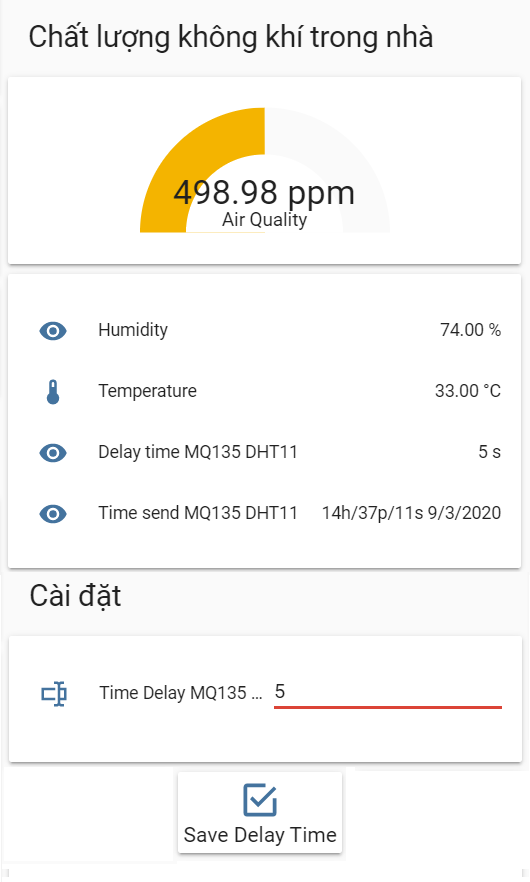 Chất lượng không khí trong nhà
498.98 ppm
Air Quality
Humidity 74.00 %
Temperature 33.00 °C
Delay time MQ135 DHT11 5 s
Time send MQ135 DHT11 14h/37p/11s 9/3/2020
Cài đặt
Time Delay MQ135 ... 5
Save Delay Time